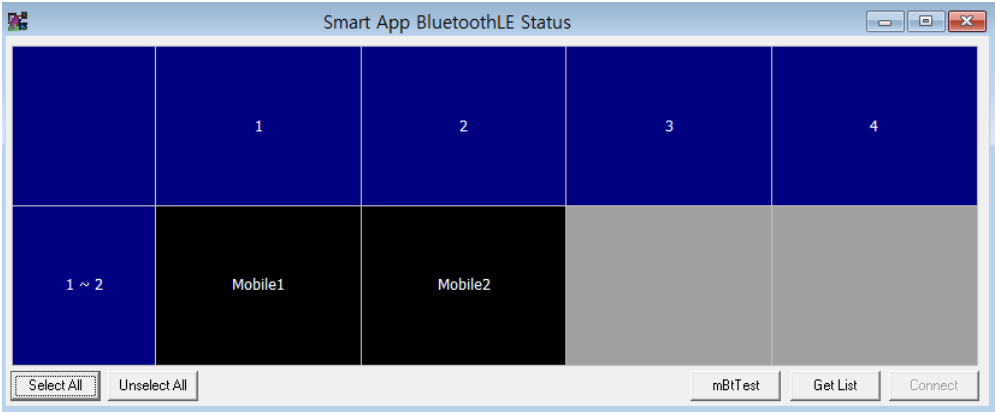 Smart App BluetoothLE Status
1 2 3 4
1 ~ 2 Mobile1 Mobile2
Select All Unselect All mBtTest Get List Connect